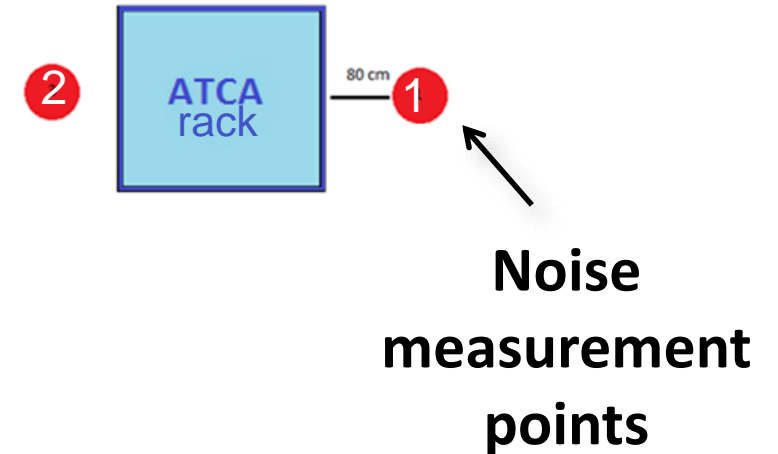 2
ATCA
rack
80 cm
1
Noise
measurement
points